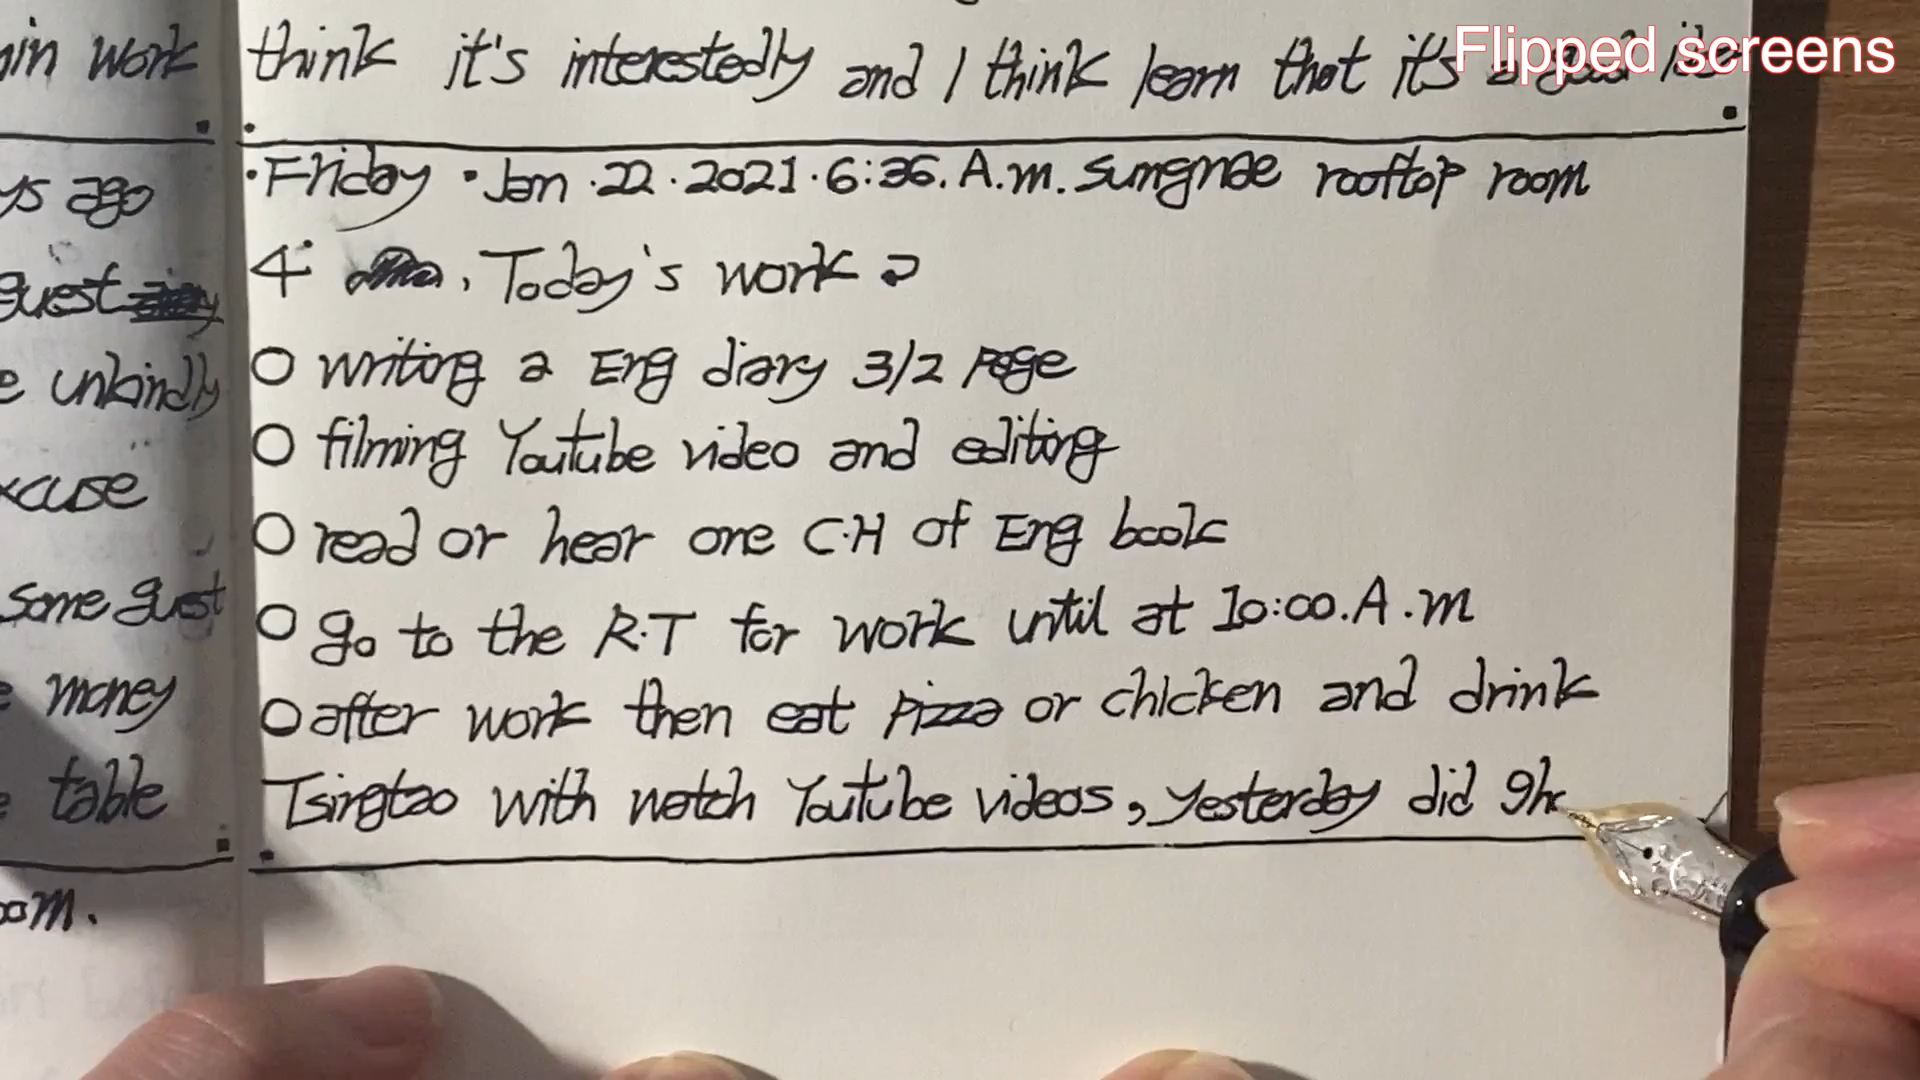 Flipped screens
in work
ys ago
guest
e unkindly
xcuse
some guest
e money
e table
om.
think it's interestedly and I think learn that it's a good
·Friday ·Jan·22·2021·6:36.A.m. Sungnae rooftop room
4 , Today's work
O writing a Eng diary 3/2 Page
O filming Youtube video and editing
O read or hear one C·H of Eng book
O go to the R·T for work until at 10:00.A.m
O after work then eat Pizza or chicken and drink
Tsingtao with watch Youtube videos, yesterday did 9h